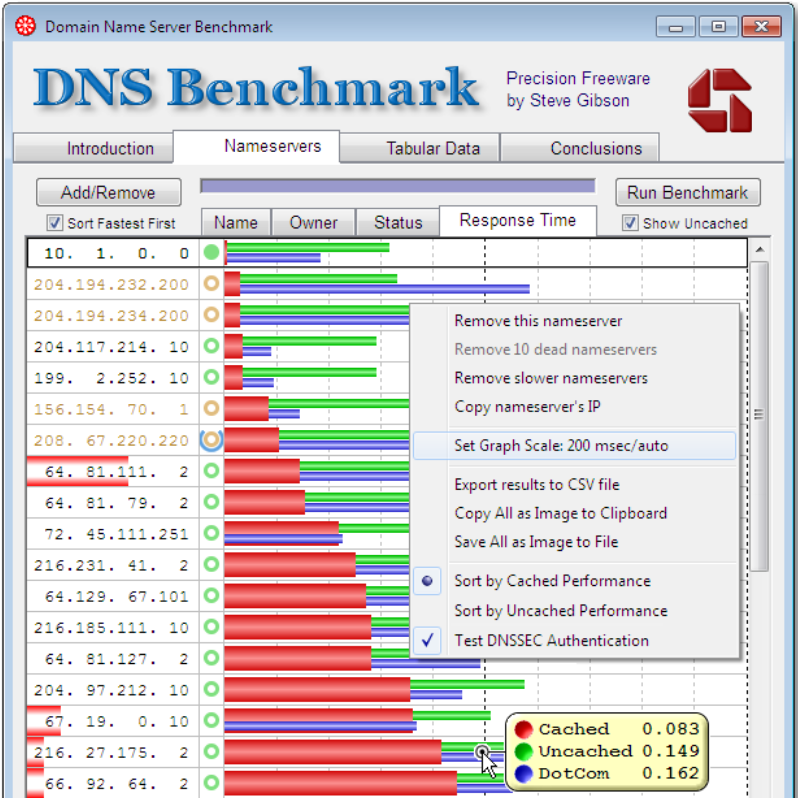 Domain Name Server Benchmark
DNS Benchmark
Precision Freeware
by Steve Gibson
Introduction Nameservers Tabular Data Conclusions
Add/Remove Run Benchmark
Sort Fastest First Name Owner Status Response Time Show Uncached
10. 1. 0. 0
204.194.232.200
204.194.234.200
204.117.214. 10
199. 2.252. 10
156.154. 70. 1
208. 67.220.220
64. 81.111. 2
64. 81. 79. 2
72. 45.111.251
216.231. 41. 2
64.129. 67.101
216.185.111. 10
64. 81.127. 2
204. 97.212. 10
67. 19. 0. 10
216. 27.175. 2
66. 92. 64. 2
Remove this nameserver
Remove 10 dead nameservers
Remove slower nameservers
Copy nameserver's IP
Set Graph Scale: 200 msec/auto
Export results to CSV file
Copy All as Image to Clipboard
Save All as Image to File
Sort by Cached Performance
Sort by Uncached Performance
Test DNSSEC Authentication
Cached 0.083
Uncached 0.149
DotCom 0.162